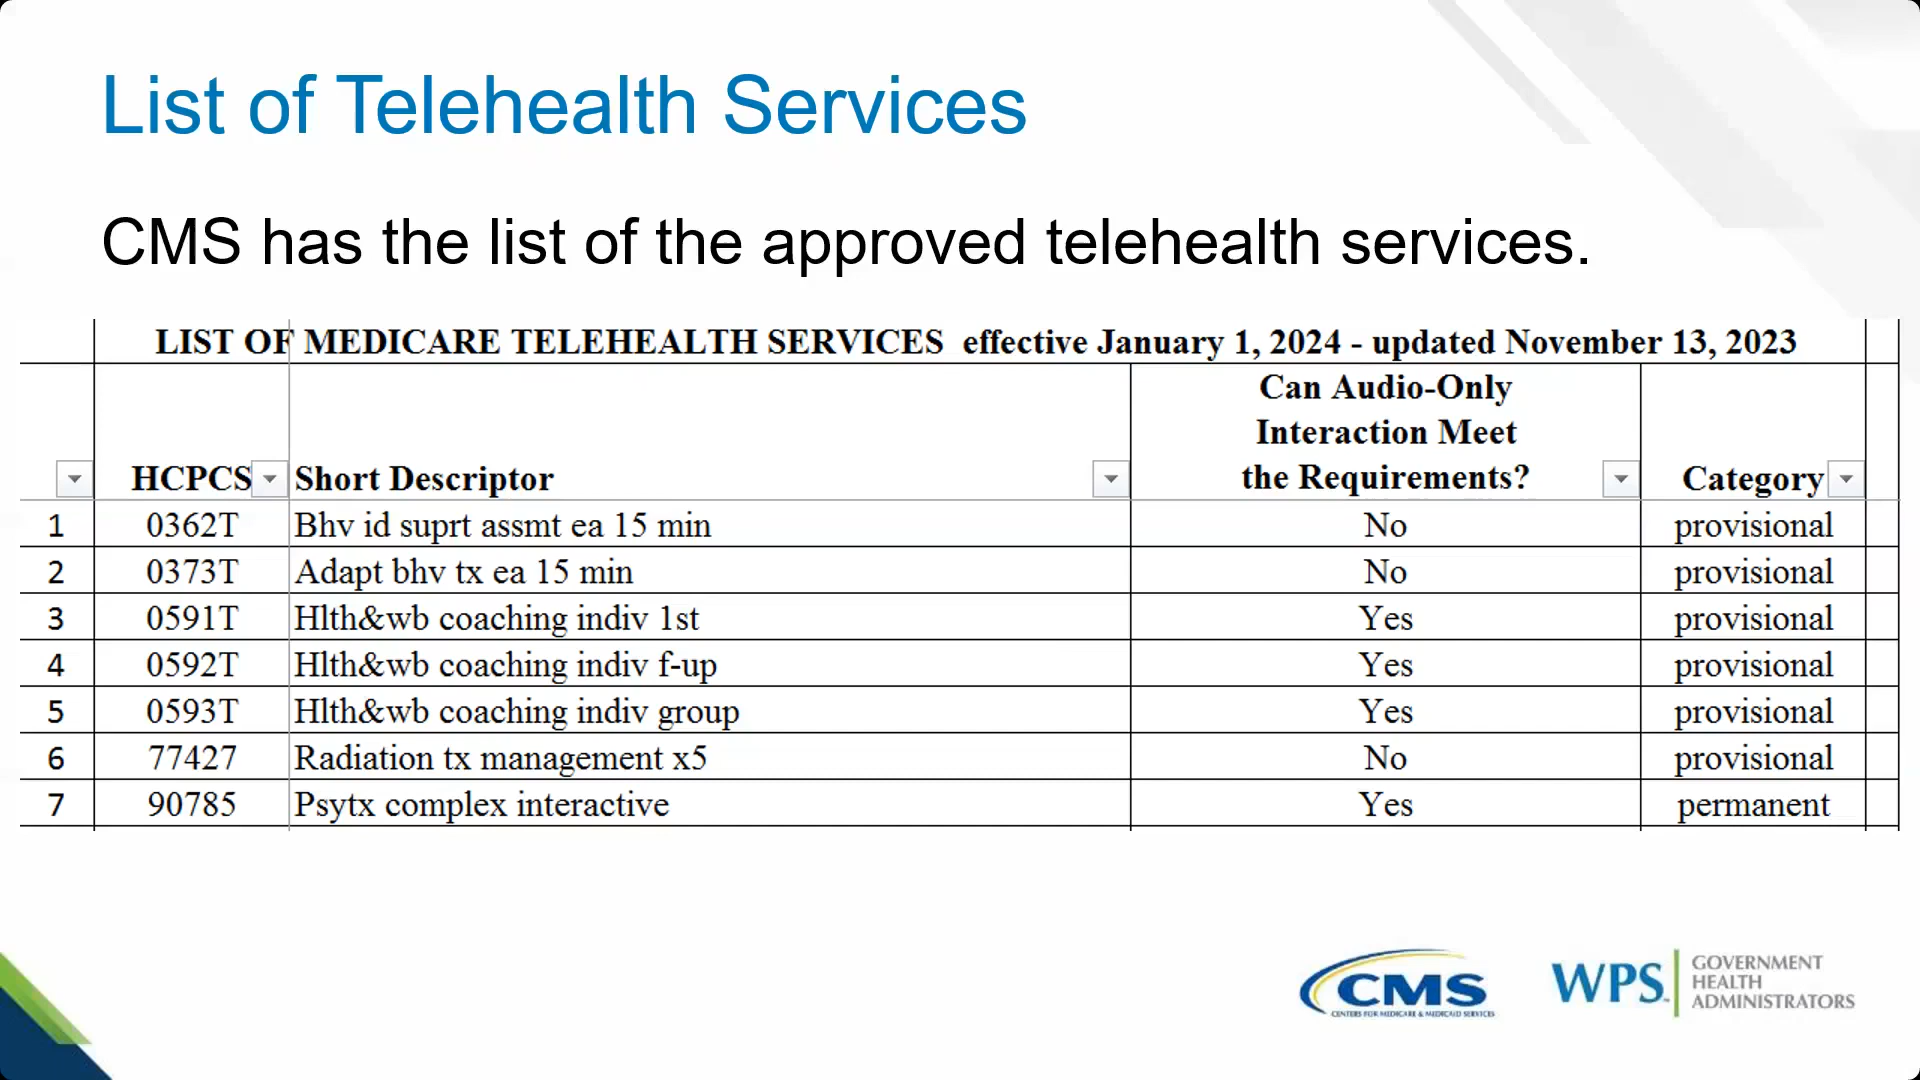 List of Telehealth Services
CMS has the list of the approved telehealth services.
LIST OF MEDICARE TELEHEALTH SERVICES effective January 1, 2024 - updated November 13, 2023
HCPCS Short Descriptor Can Audio-Only Interaction Meet the Requirements? Category
1 0362T Bhv id suprt assmt ea 15 min No provisional
2 0373T Adapt bhv tx ea 15 min No provisional
3 0591T Hlth&wb coaching indiv 1st Yes provisional
4 0592T Hlth&wb coaching indiv f-up Yes provisional
5 0593T Hlth&wb coaching indiv group Yes provisional
6 77427 Radiation tx management x5 No provisional
7 90785 Psytx complex interactive Yes permanent
CMS
CENTERS FOR MEDICARE & MEDICAID SERVICES
WPS
GOVERNMENT
HEALTH
ADMINISTRATORS